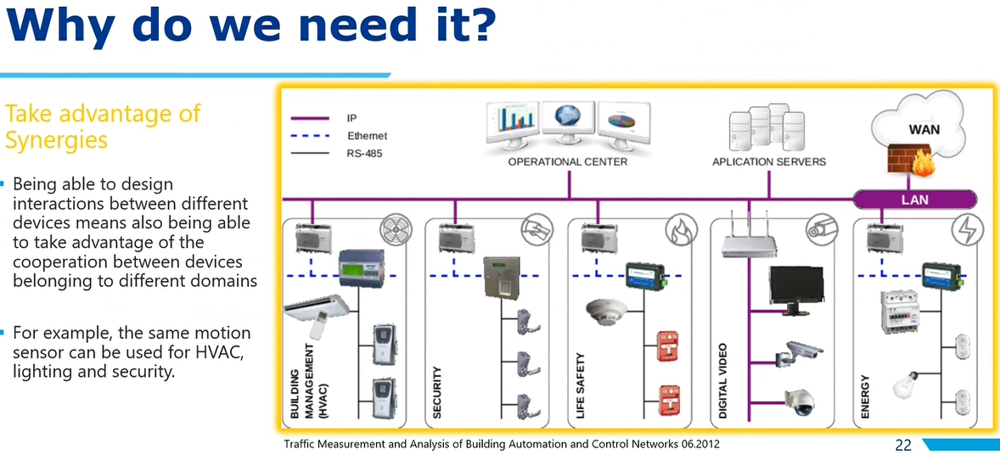 Why do we need it?
Take advantage of
Synergies
Being able to design
interactions between different
devices means also being able
to take advantage of the
cooperation between devices
belonging to different domains
For example, the same motion
sensor can be used for HVAC,
lighting and security.
IP
Ethernet
RS-485
OPERATIONAL CENTER
APLICATION SERVERS
WAN
LAN
BUILDING
MANAGEMENT
(HVAC)
SECURITY
LIFE SAFETY
DIGITAL VIDEO
ENERGY
Traffic Measurement and Analysis of Building Automation and Control Networks 06.2012
22